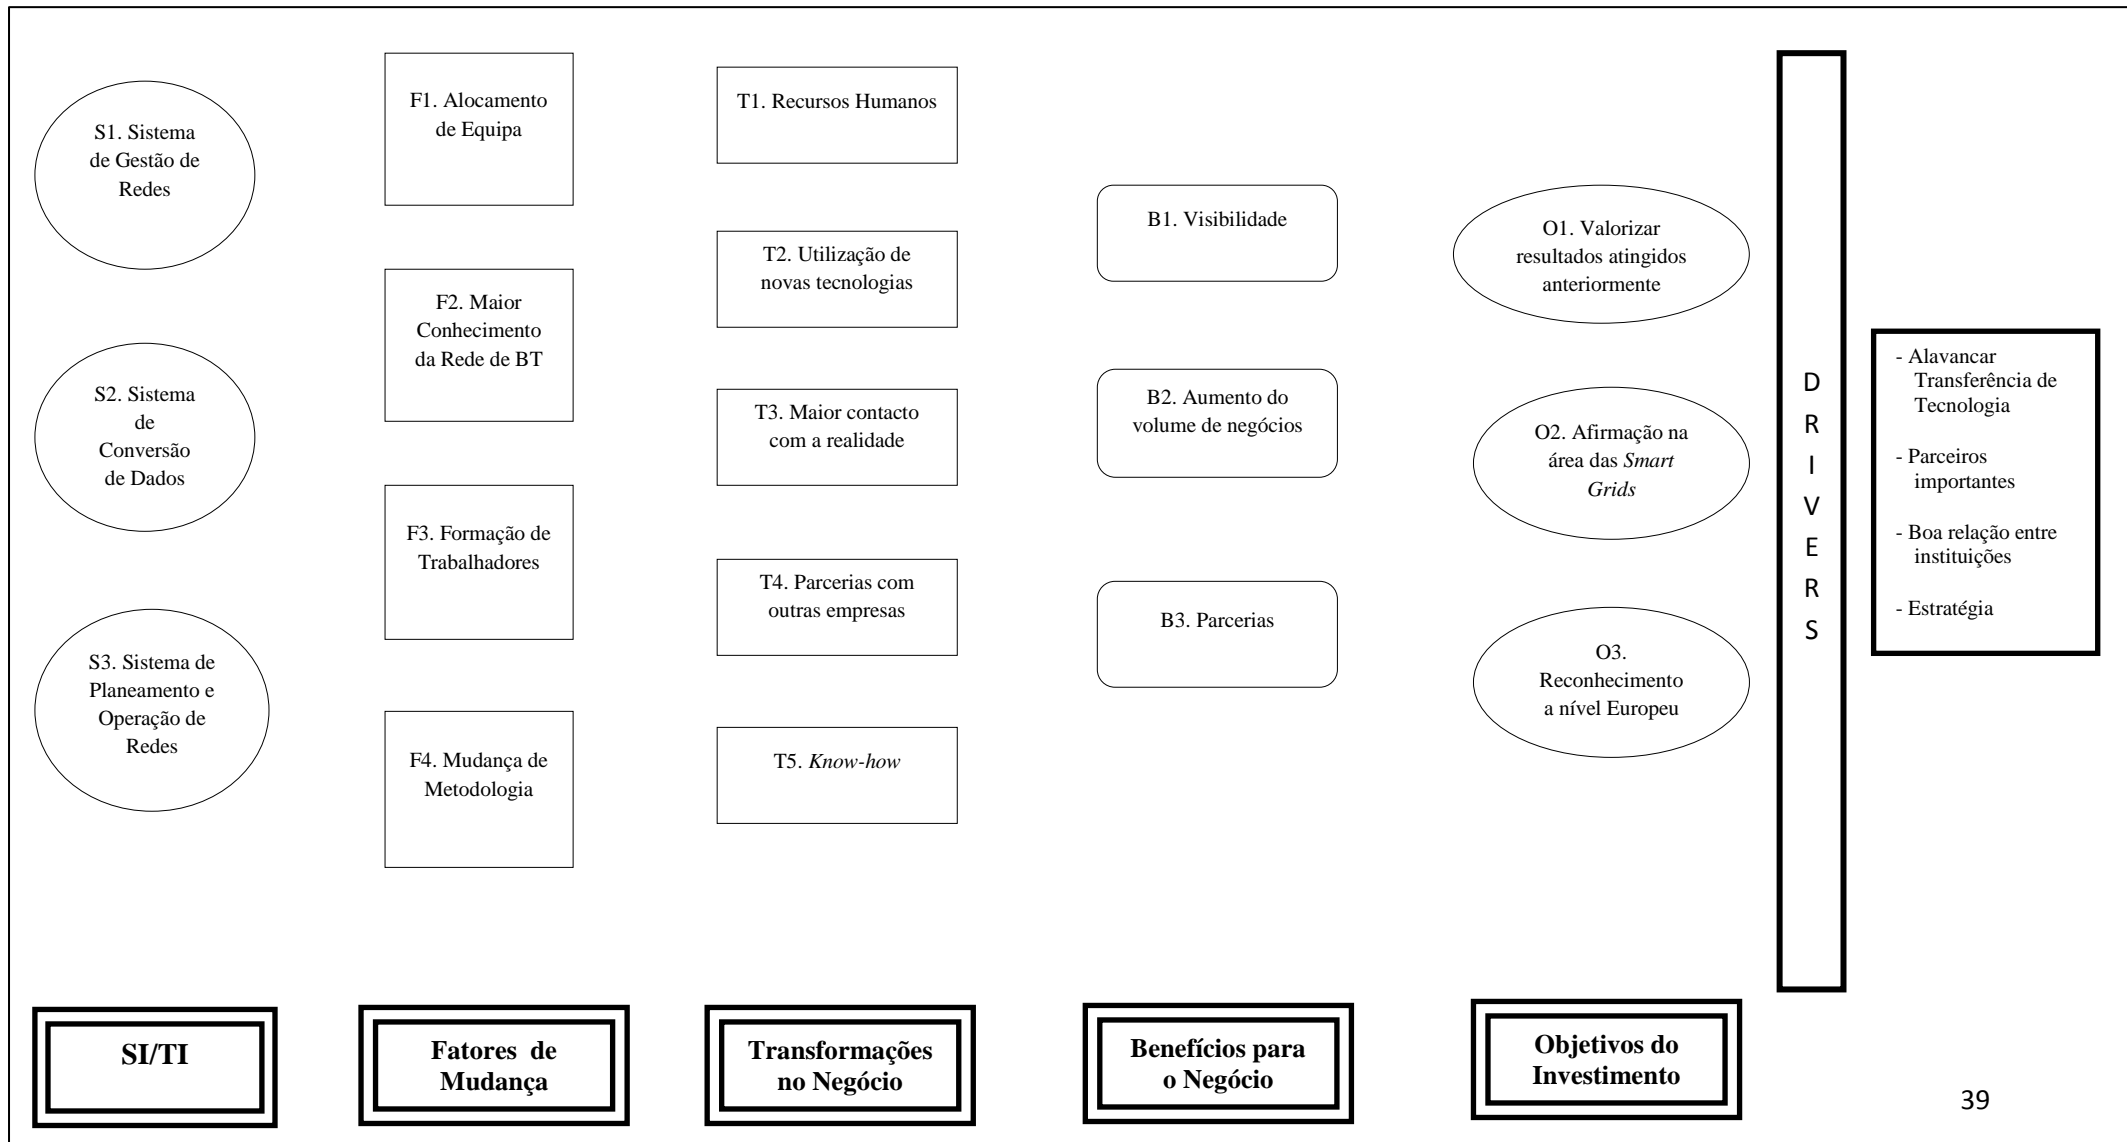 S1. Sistema
de Gestão de
Redes
S2. Sistema
de
Conversão
de Dados
S3. Sistema de
Planeamento e
Operação de
Redes
F1. Alocamento
de Equipa
F2. Maior
Conhecimento
da Rede de BT
F3. Formação de
Trabalhadores
F4. Mudança de
Metodologia
T1. Recursos Humanos
T2. Utilização de
novas tecnologias
T3. Maior contacto
com a realidade
T4. Parcerias com
outras empresas
T5. Know-how
B1. Visibilidade
B2. Aumento do
volume de negócios
B3. Parcerias
O1. Valorizar
resultados atingidos
anteriormente
O2. Afirmação na
área das Smart
Grids
O3.
Reconhecimento
a nível Europeu
D
R
I
V
E
R
S
- Alavancar
Transferência de
Tecnologia
- Parceiros
importantes
- Boa relação entre
instituições
- Estratégia
SI/TI
Fatores de
Mudança
Transformações
no Negócio
Benefícios para
o Negócio
Objetivos do
Investimento
39